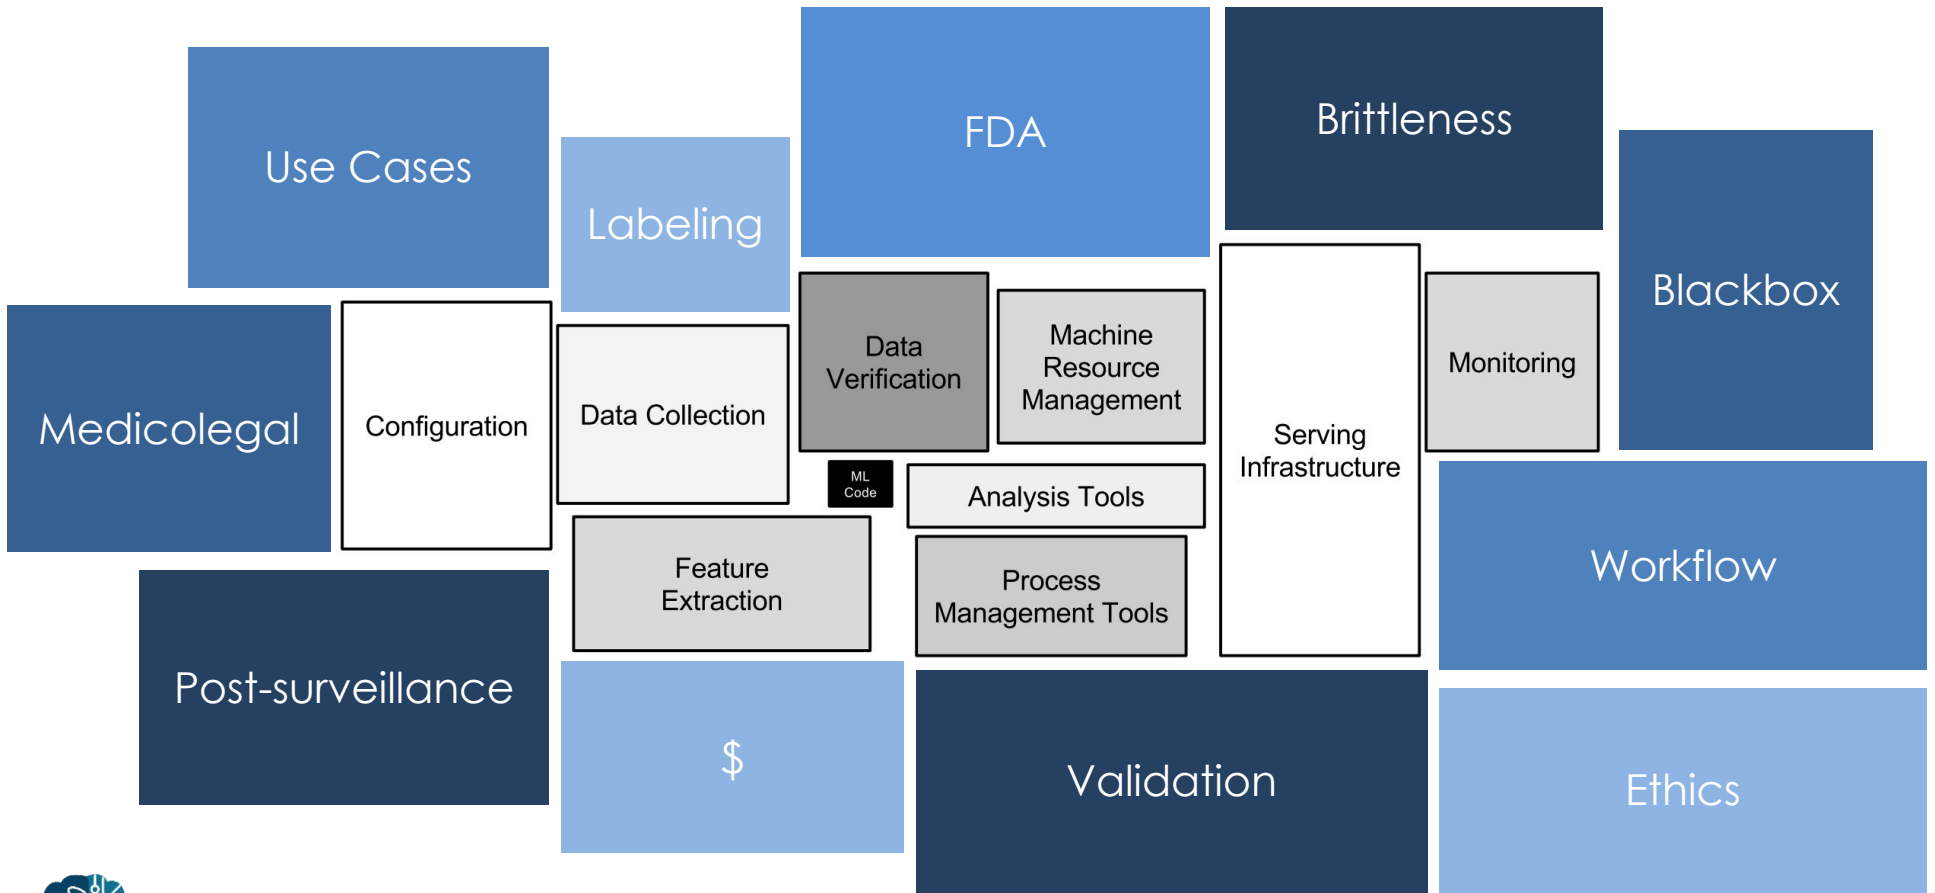 Use Cases
Labeling
FDA
Brittleness
Blackbox
Medicolegal
Configuration
Data Collection
Data
Verification
Machine
Resource
Management
Serving
Infrastructure
Monitoring
ML
Code
Analysis Tools
Feature
Extraction
Process
Management Tools
Workflow
Post-surveillance
$
Validation
Ethics